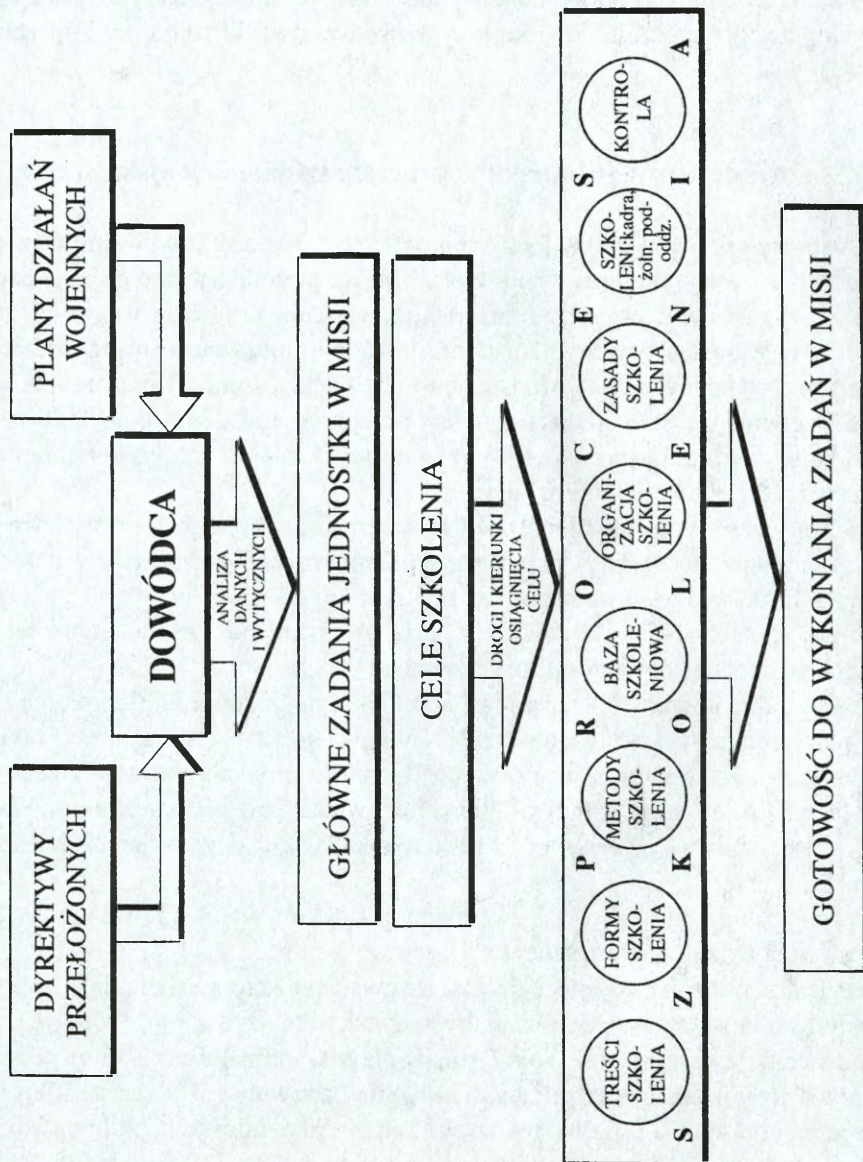 DYREKTYWY
PRZEŁOŻONYCH
PLANY DZIAŁAŃ
WOJENNYCH
DOWÓDCA
ANALIZA
DANYCH
I WYTYCZNYCH
GŁÓWNE ZADANIA JEDNOSTKI W MISJI
CELE SZKOLENIA
DROGI I KIERUNKI
OSIĄGNIĘCIA
CELU
P R O C E S
TREŚCI
SZKO-
LENIA
FORMY
SZKO-
LENIA
METODY
SZKO-
LENIA
BAZA
SZKOLE-
NIOWA
ORGANI-
ZACJA
SZKO-
LENIA
ZASADY
SZKO-
LENIA
SZKO-
LENI:kadra,
żołn. pod-
oddz.
KONTRO-
LA
S Z K O L E N I A
GOTOWOŚĆ DO WYKONANIA ZADAŃ W MISJI